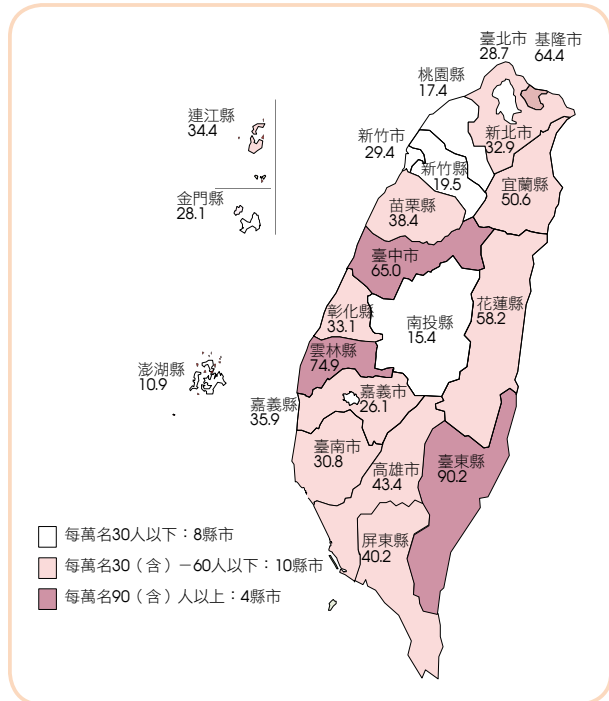 臺北市
28.7
基隆市
64.4
桃園縣
17.4
連江縣
34.4
新竹市
29.4
新北市
32.9
新竹縣
19.5
宜蘭縣
50.6
金門縣
28.1
苗栗縣
38.4
臺中市
65.0
花蓮縣
58.2
彰化縣
33.1
南投縣
15.4
雲林縣
74.9
澎湖縣
10.9
嘉義市
26.1
嘉義縣
35.9
臺南市
30.8
高雄市
43.4
臺東縣
90.2
屏東縣
40.2
每萬名30人以下：8縣市
每萬名30（含）－60人以下：10縣市
每萬名90（含）人以上：4縣市